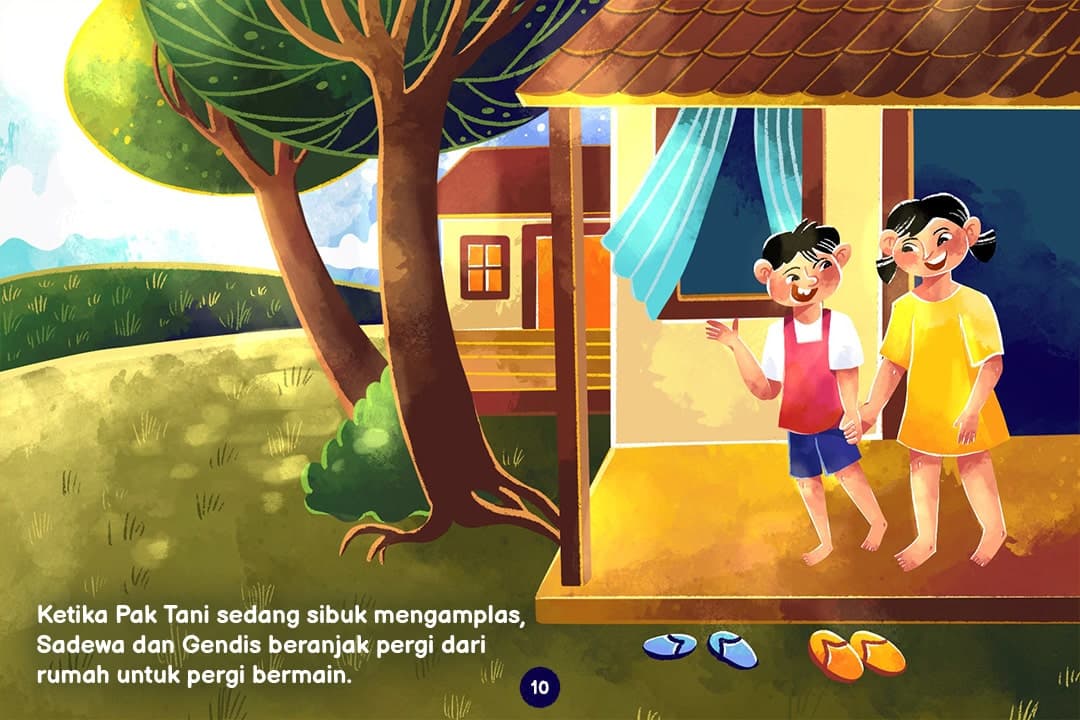 Ketika Pak Tani sedang sibuk mengamplas,
Sadewa dan Gendis beranjak pergi dari
rumah untuk pergi bermain.
10